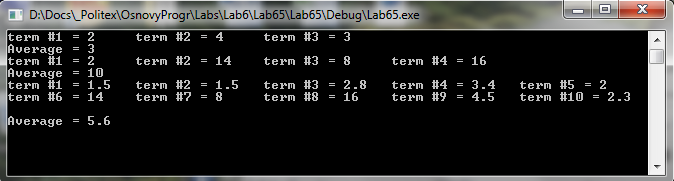 D:\Docs\_Politex\OsnovyProgr\Labs\Lab6\Lab65\Lab65\Debug\Lab65.exe
term #1 = 2 term #2 = 4 term #3 = 3
Average = 3
term #1 = 2 term #2 = 14 term #3 = 8 term #4 = 16
Average = 10
term #1 = 1.5 term #2 = 1.5 term #3 = 2.8 term #4 = 3.4 term #5 = 2
term #6 = 14 term #7 = 8 term #8 = 16 term #9 = 4.5 term #10 = 2.3
Average = 5.6